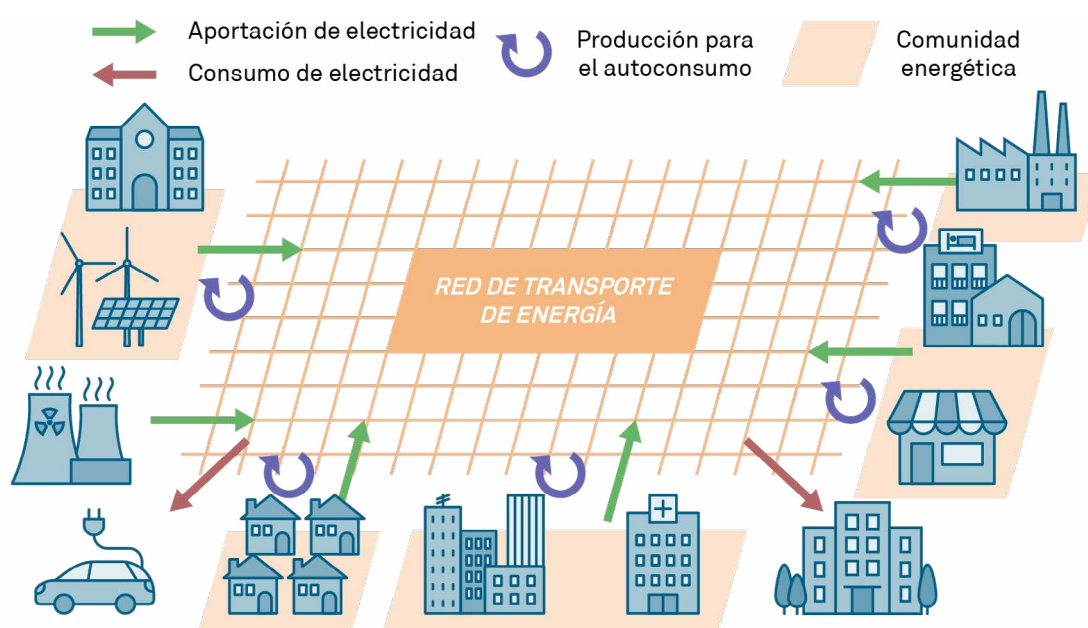 Aportación de electricidad
Consumo de electricidad
Producción para
el autoconsumo
Comunidad
energética
RED DE TRANSPORTE
DE ENERGÍA